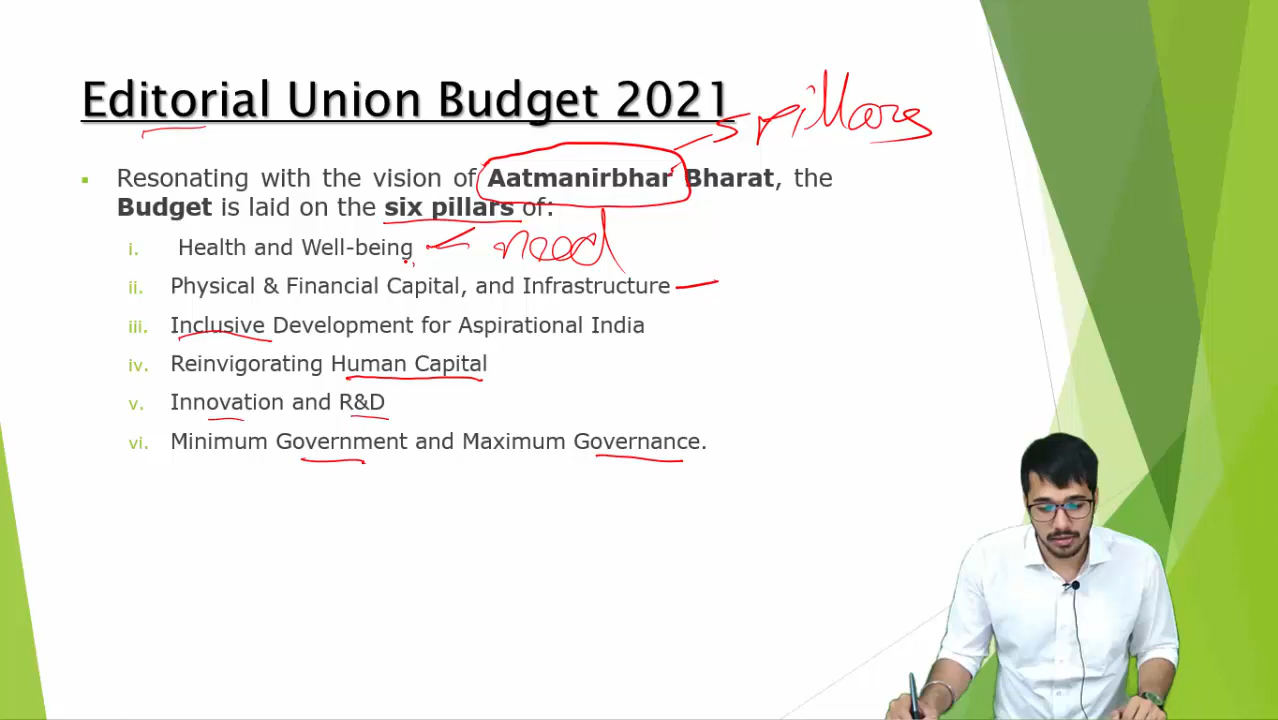 Editorial Union Budget 2021
5 pillars
Resonating with the vision of Aatmanirbhar Bharat, the
Budget is laid on the six pillars of:
i. Health and Well-being
need
ii. Physical & Financial Capital, and Infrastructure
iii. Inclusive Development for Aspirational India
iv. Reinvigorating Human Capital
v. Innovation and R&D
vi. Minimum Government and Maximum Governance.